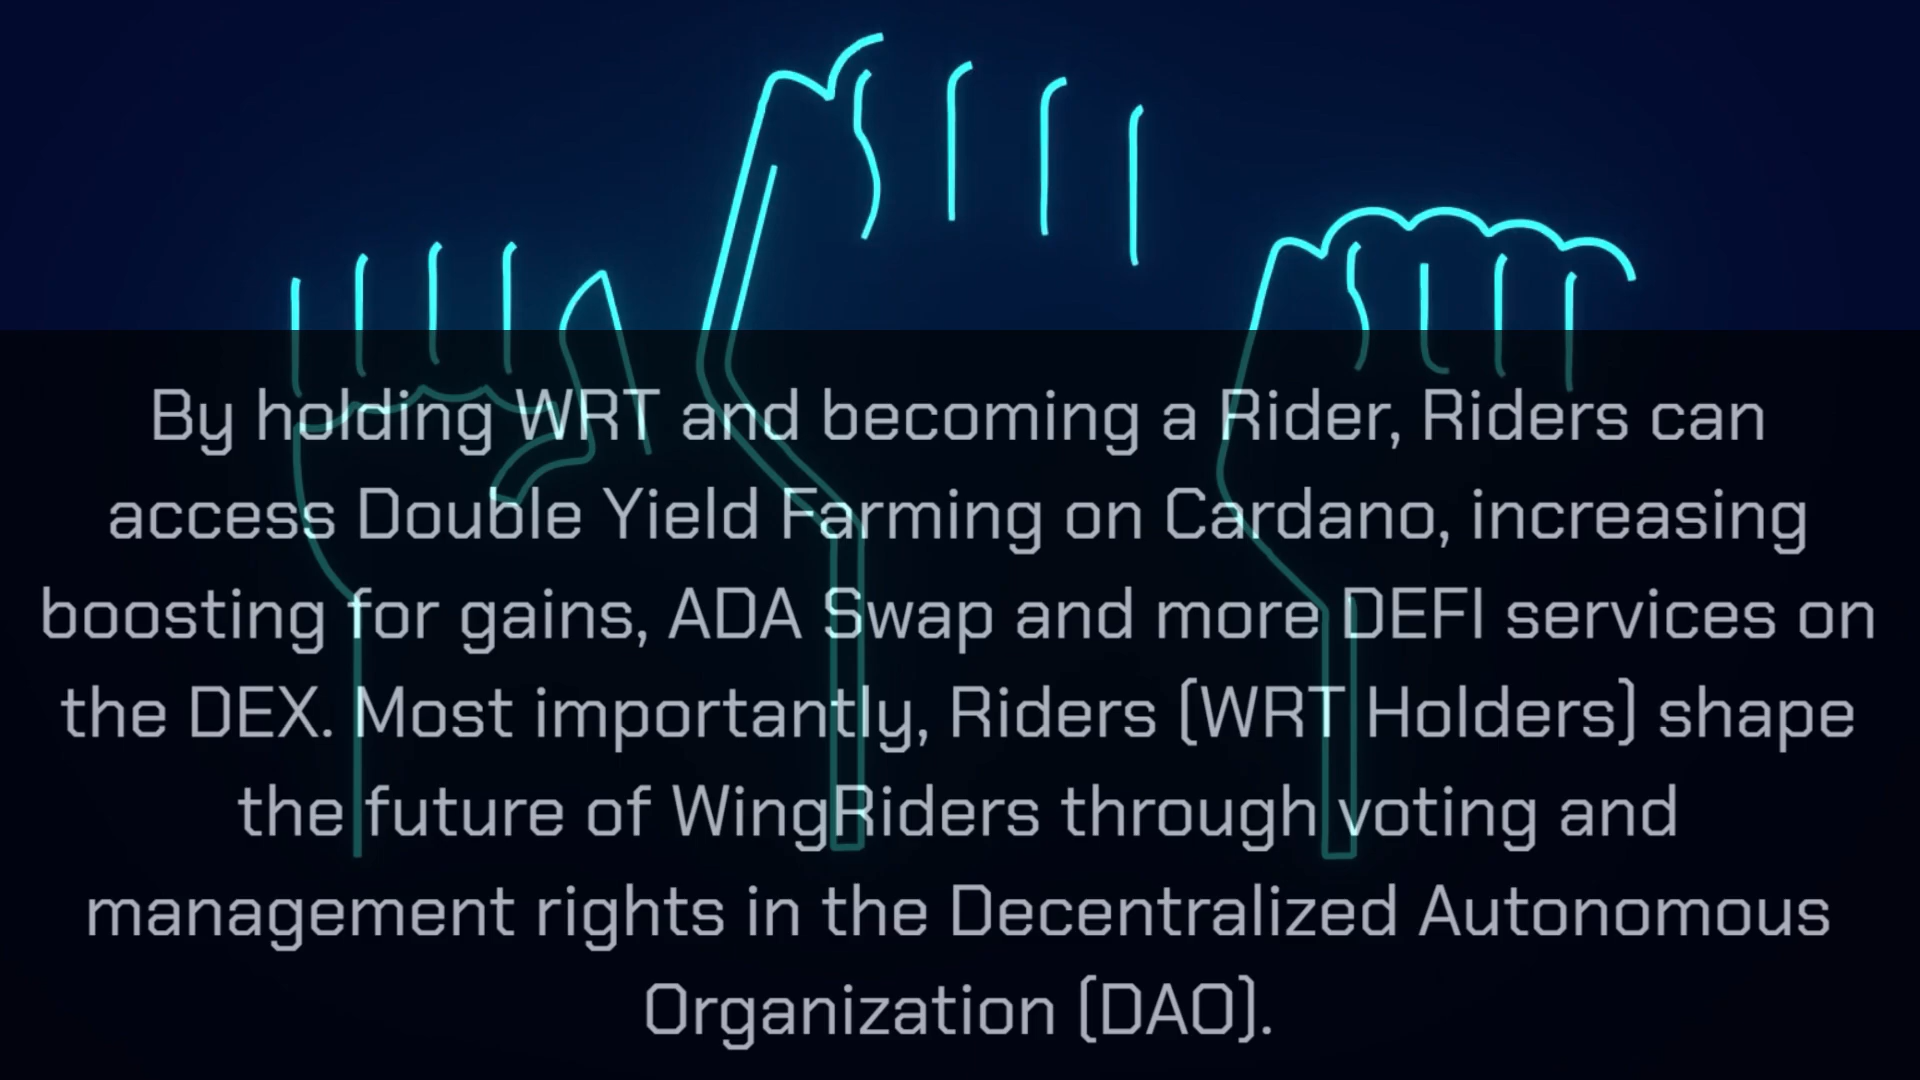 By holding WRT and becoming a Rider, Riders can
access Double Yield Farming on Cardano, increasing
boosting for gains, ADA Swap and more DEFI services on
the DEX. Most importantly, Riders (WRT Holders) shape
the future of WingRiders through voting and
management rights in the Decentralized Autonomous
Organization (DAO).